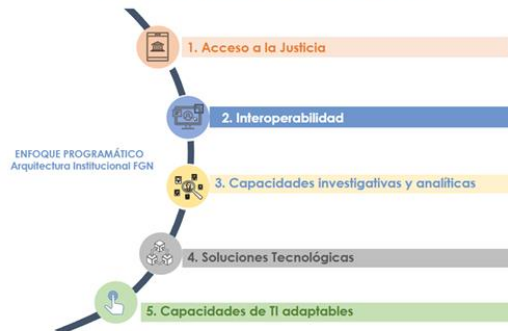 1. Acceso a la Justicia
2. Interoperabilidad
ENFOQUE PROGRAMÁTICO
Arquitectura Institucional FGN
3. Capacidades investigativas y analíticas
4. Soluciones Tecnológicas
5. Capacidades de TI adaptables